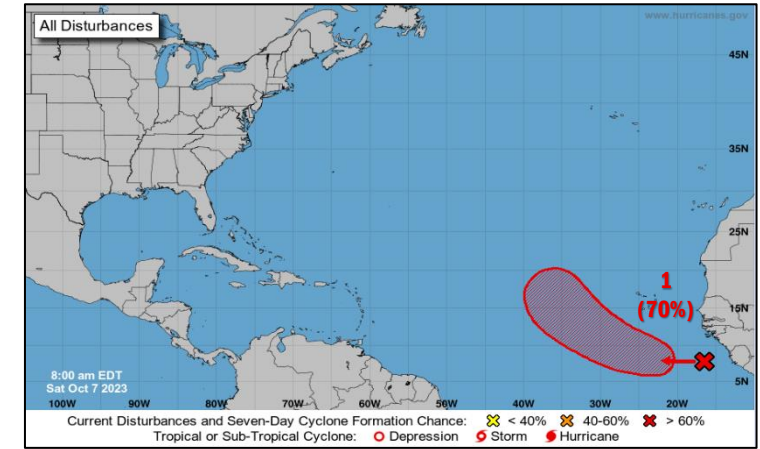 All Disturbances
www.hurricanes.gov
45N
35N
25N
1
(70%)
15N
8:00 am EDT
Sat Oct 7 2023
5N
100W 90W 80W 70W 60W 50W 40W 30W 20W
Current Disturbances and Seven-Day Cyclone Formation Chance: < 40% 40-60% > 60%
Tropical or Sub-Tropical Cyclone: Depression Storm Hurricane